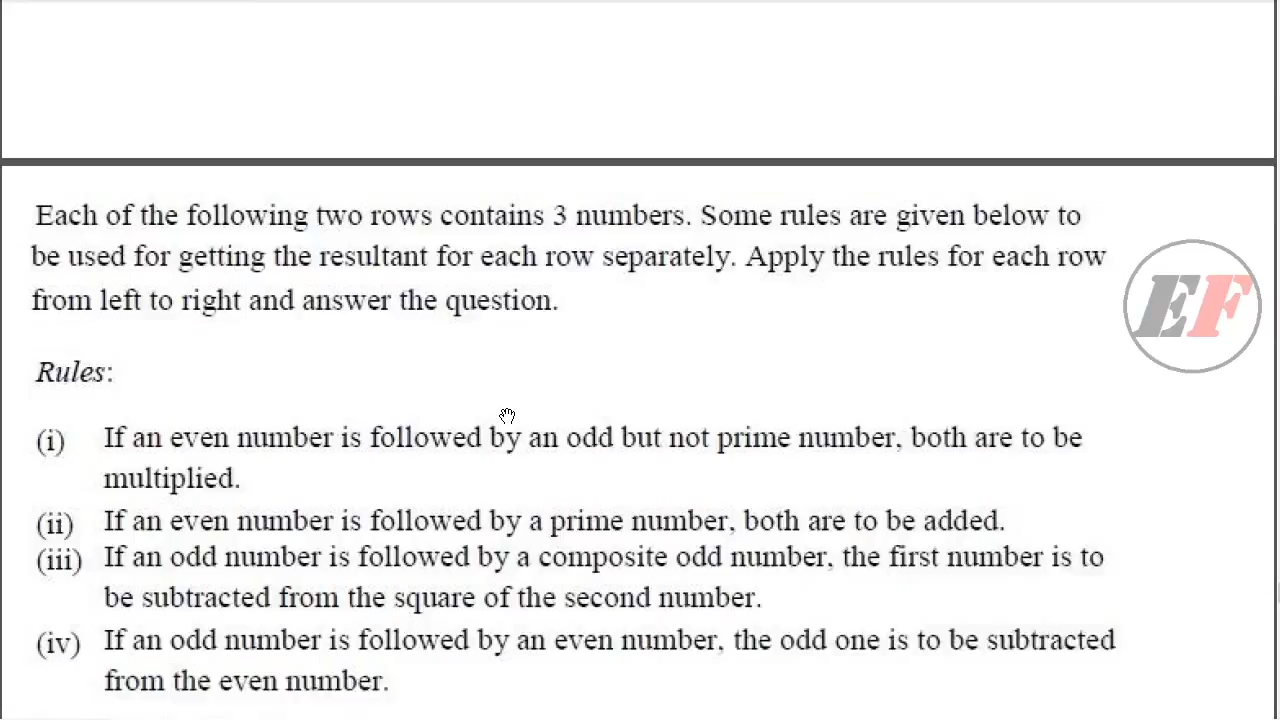 Each of the following two rows contains 3 numbers. Some rules are given below to
be used for getting the resultant for each row separately. Apply the rules for each row
from left to right and answer the question.
EF
Rules:
(i) If an even number is followed by an odd but not prime number, both are to be
multiplied.
(ii) If an even number is followed by a prime number, both are to be added.
(iii) If an odd number is followed by a composite odd number, the first number is to
be subtracted from the square of the second number.
(iv) If an odd number is followed by an even number, the odd one is to be subtracted
from the even number.